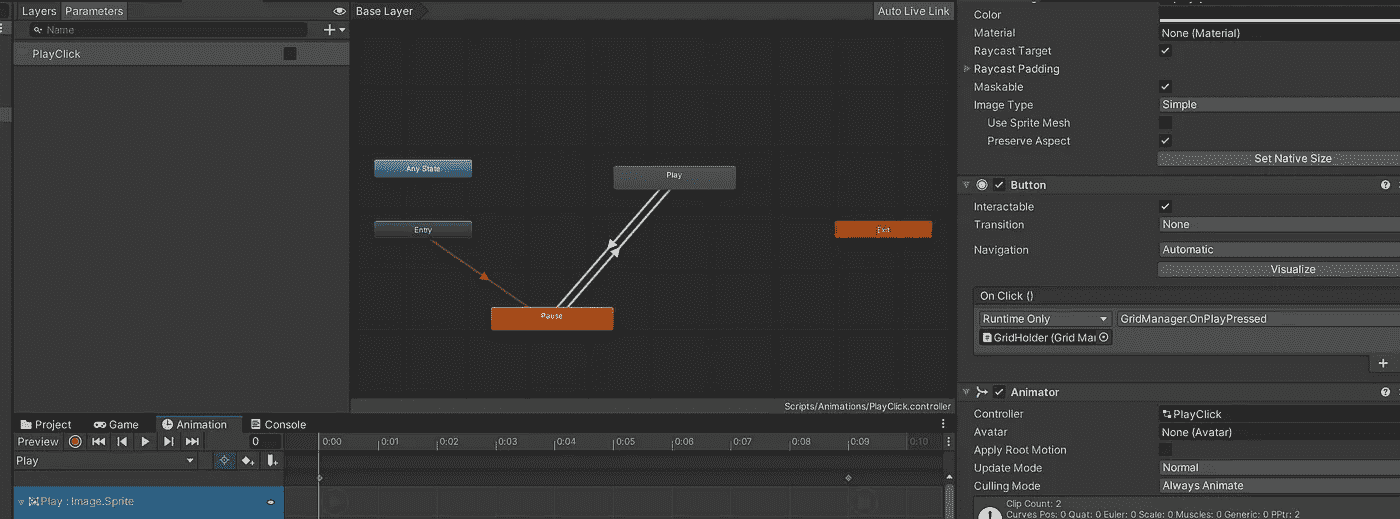 Layers Parameters
Name
PlayClick
Base Layer
Auto Live Link
Any State
Play
Entry
Exit
Pause
Scripts/Animations/PlayClick.controller
Project Game Animation Console
Preview 0 0:00 0:01 0:02 0:03 0:04 0:05 0:06 0:07 0:08 0:09 0:10
Play
Play : Image.Sprite
Color
Material None (Material)
Raycast Target
Raycast Padding
Maskable
Image Type Simple
Use Sprite Mesh
Preserve Aspect
Set Native Size
Button
Interactable
Transition None
Navigation Automatic
Visualize
On Click ()
Runtime Only GridManager.OnPlayPressed
GridHolder (Grid Mai
Animator
Controller PlayClick
Avatar None (Avatar)
Apply Root Motion
Update Mode Normal
Culling Mode Always Animate
Clip Count: 2
Curves Pos: 0 Quat: 0 Euler: 0 Scale: 0 Muscles: 0 Generic: 0 PPtr: 2